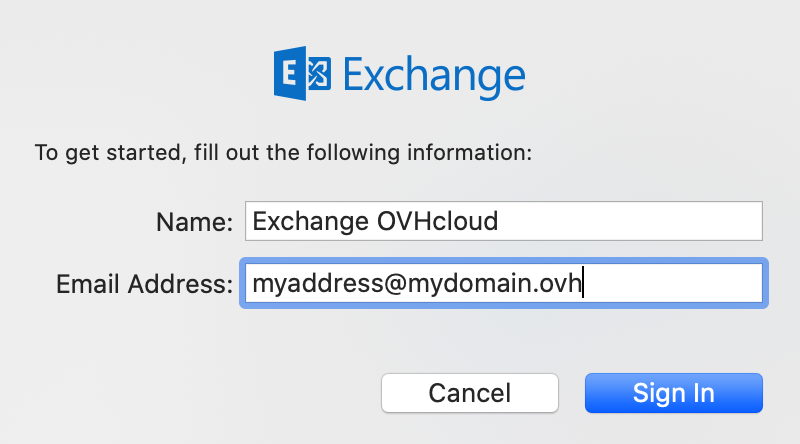 Exchange
To get started, fill out the following information:
Name: Exchange OVHcloud
Email Address: myaddress@mydomain.ovh
Cancel Sign In